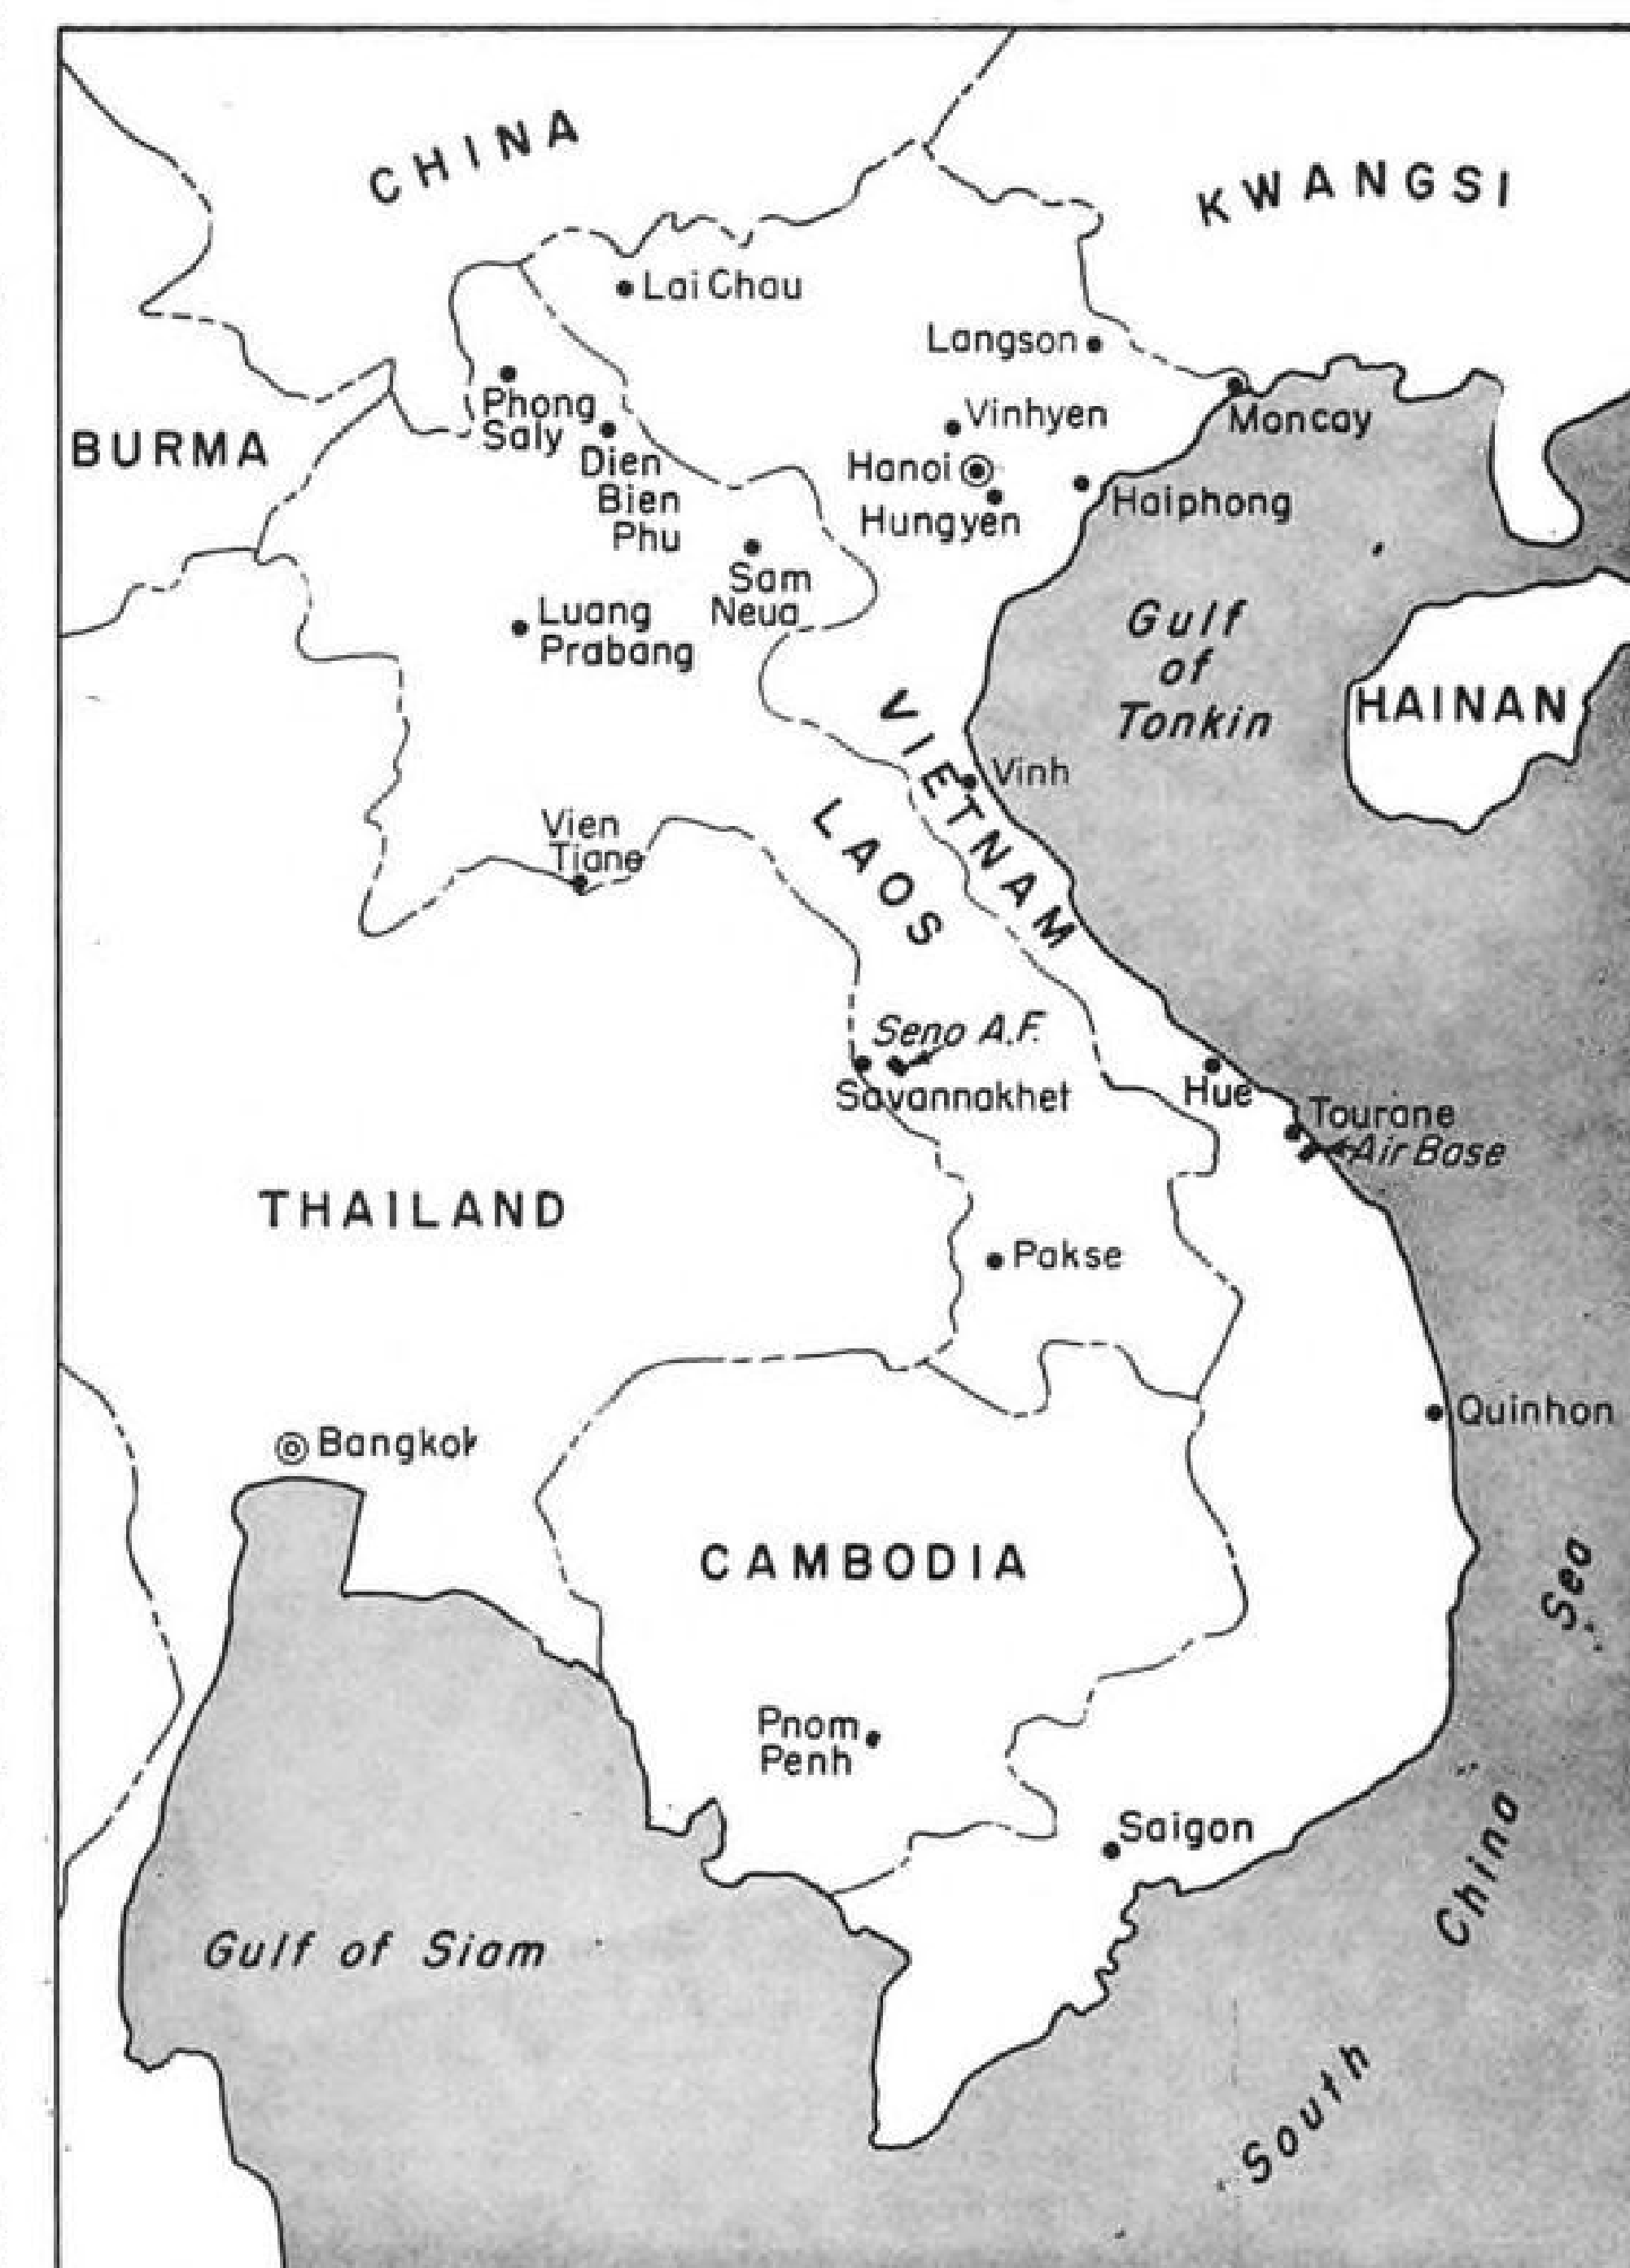 CHINA
KWANGSI
Lai Chau
Langson
Phong
Saly
Vinhyen
Moncay
BURMA
Dien
Bien
Phu
Hanoi
Hungyen
Haiphong
Sam
Neua
Luang
Prabang
Gulf
of
Tonkin
HAINAN
VIETNAM
Vinh
LAOS
Vien
Tiane
Seno A.F.
Savannakhet
Hue
Tourane
Air Base
THAILAND
Pakse
Quinhon
Bangkok
CAMBODIA
Pnom
Penh
Saigon
Gulf of Siam
South China Sea